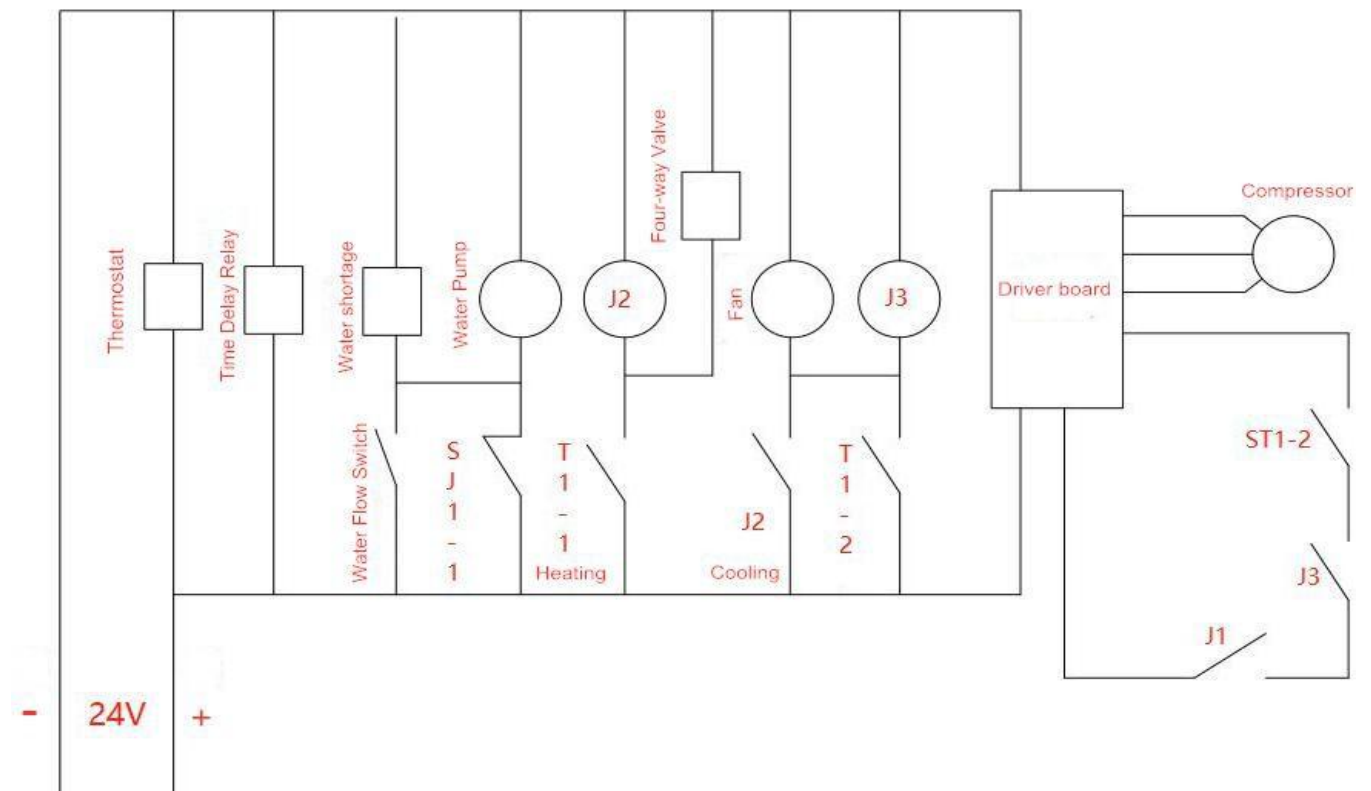 Thermostat
Time Delay Relay
Water shortage
Water Pump
J2
Four-way Valve
Fan
J3
Driver board
Compressor
Water Flow Switch
S
J
1
-
1
T
1
-
1
Heating
J2
Cooling
T
1
-
2
ST1-2
J3
J1
- 24V +